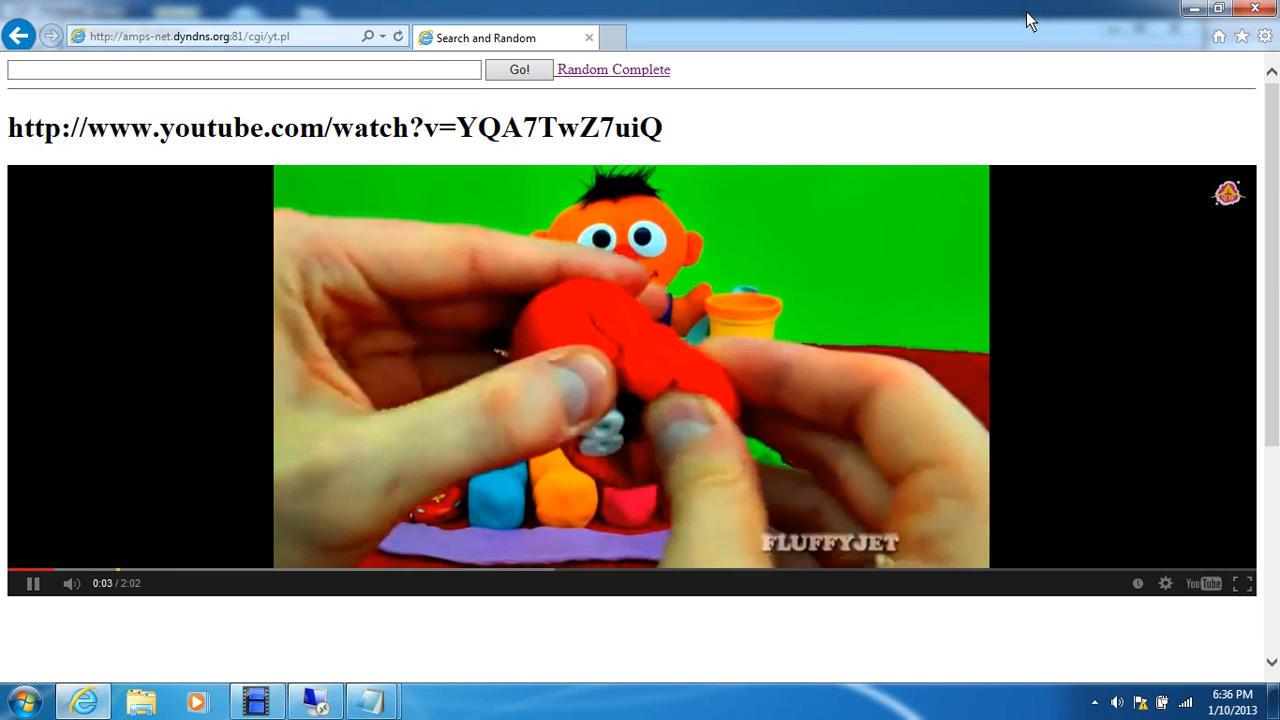 http://amps-net.dyndns.org:81/cgi/yt.pl
Search and Random
Go!
Random Complete
http://www.youtube.com/watch?v=YQA7TwZ7uiQ
FLUFFYJET
0:03 / 2:02
YouTube
6:36 PM
1/10/2013